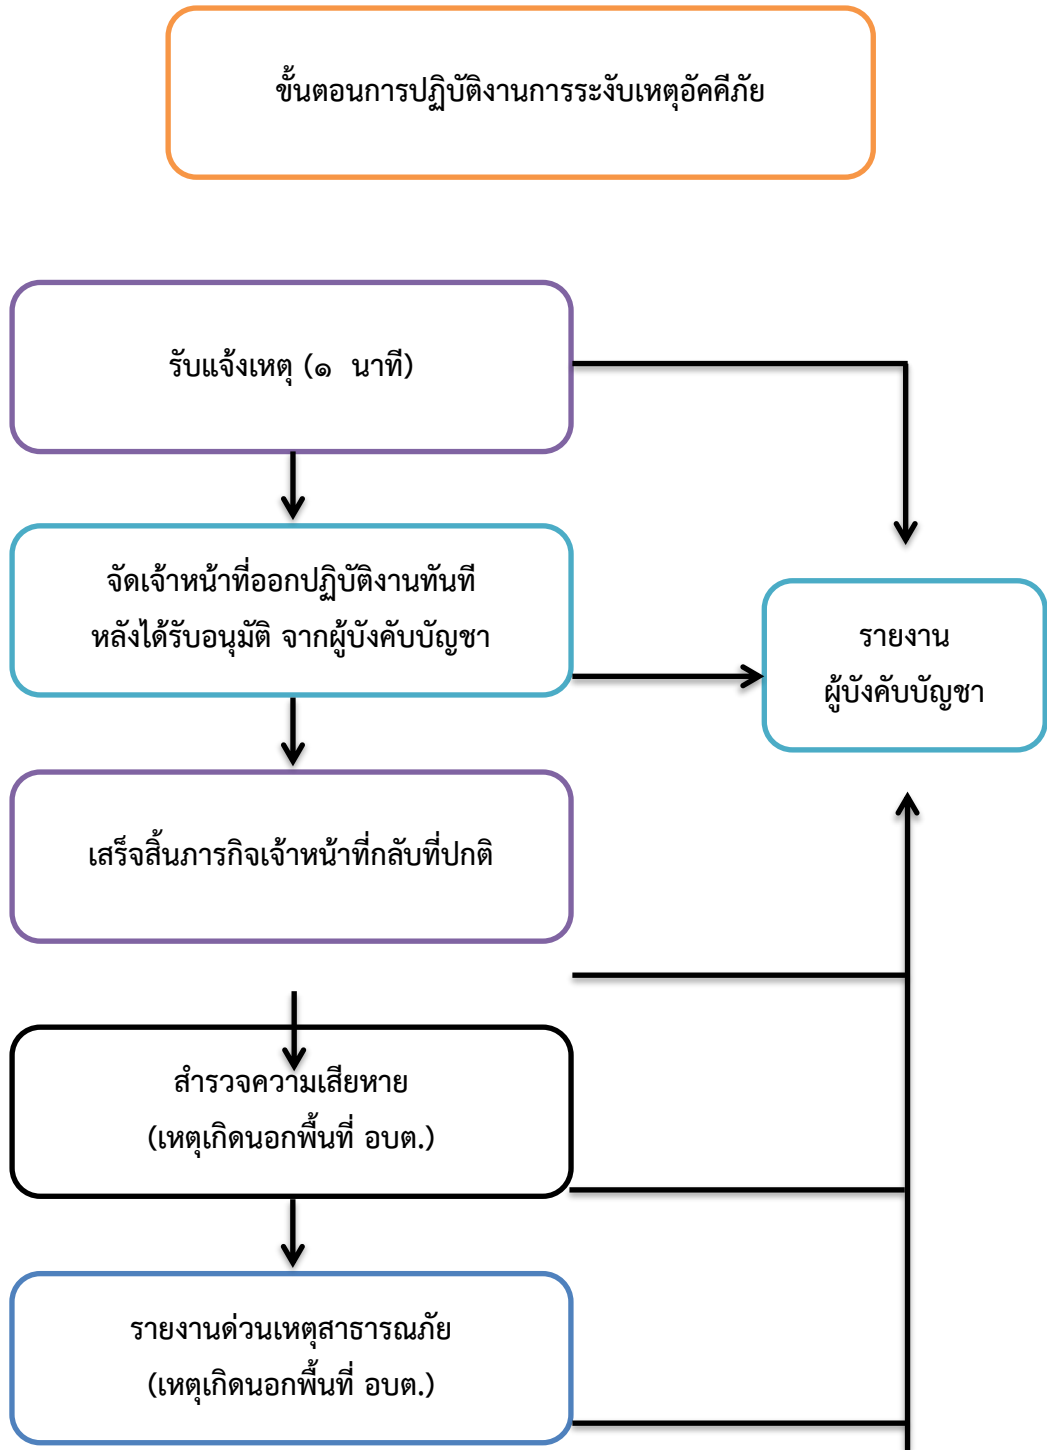 ขั้นตอนการปฏิบัติงานการระงับเหตุอัคคีภัย
รับแจ้งเหตุ (๑ นาที)
จัดเจ้าหน้าที่ออกปฏิบัติงานทันที
หลังได้รับอนุมัติ จากผู้บังคับบัญชา
รายงาน
ผู้บังคับบัญชา
เสร็จสิ้นภารกิจเจ้าหน้าที่กลับที่ปกติ
สำรวจความเสียหาย
(เหตุเกิดนอกพื้นที่ อบต.)
รายงานด่วนเหตุสาธารณภัย
(เหตุเกิดนอกพื้นที่ อบต.)